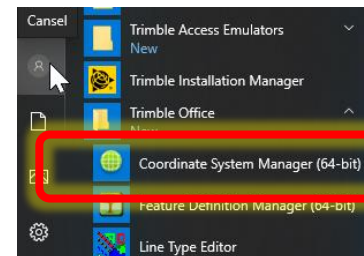 Cansel
Trimble Access Emulators
New
Trimble Installation Manager
Trimble Office
New
Coordinate System Manager (64-bit)
Feature Definition Manager (64-bit)
Line Type Editor